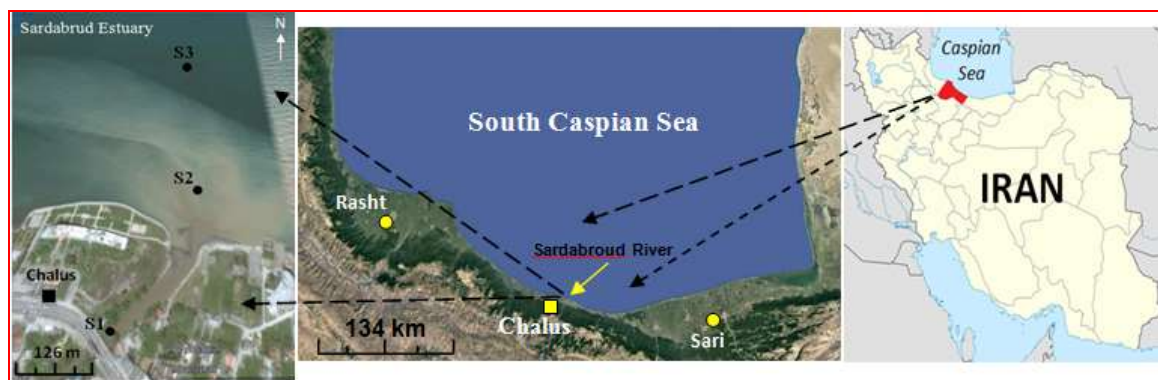 Sardabrud Estuary
N
S3
S2
Chalus
S1
126 m
South Caspian Sea
Rasht
Sardabroud River
Chalus
134 km
Sari
Caspian
Sea
IRAN